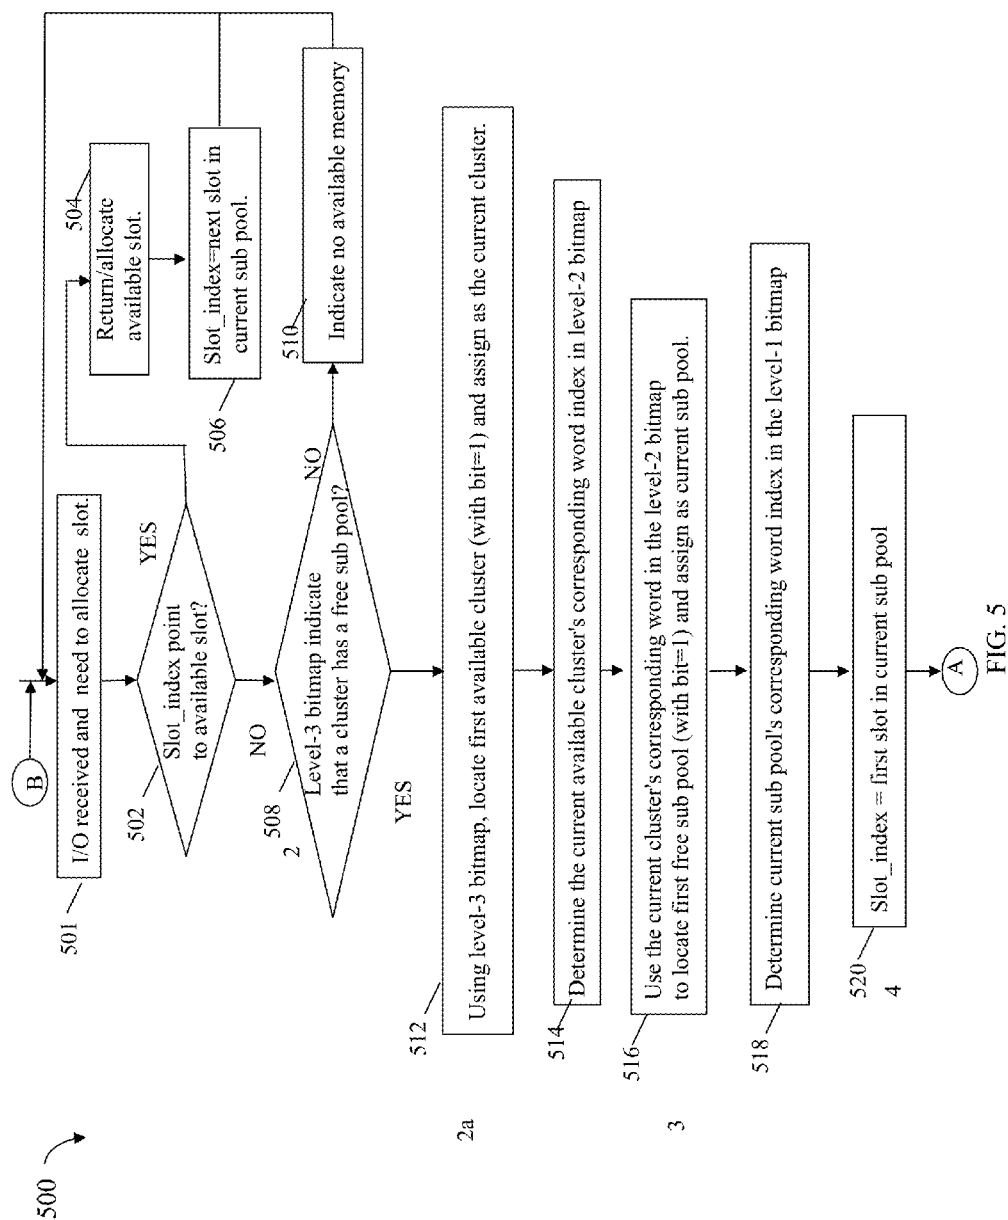 500
B
501
I/O received and need to allocate slot.
502
Slot_index point
to available slot?
YES
NO
504
Return/allocate
available slot.
506
Slot_index=next slot in
current sub pool.
508
2
Level-3 bitmap indicate
that a cluster has a free sub pool?
NO
YES
510
Indicate no available memory
512
2a
Using level-3 bitmap, locate first available cluster (with bit=1) and assign as the current cluster.
514
Determine the current available cluster's corresponding word index in level-2 bitmap
516
3
Use the current cluster's corresponding word in the level-2 bitmap
to locate first free sub pool (with bit=1) and assign as current sub pool.
518
Determine current sub pool's corresponding word index in the level-1 bitmap
520
4
Slot_index = first slot in current sub pool
A
FIG. 5